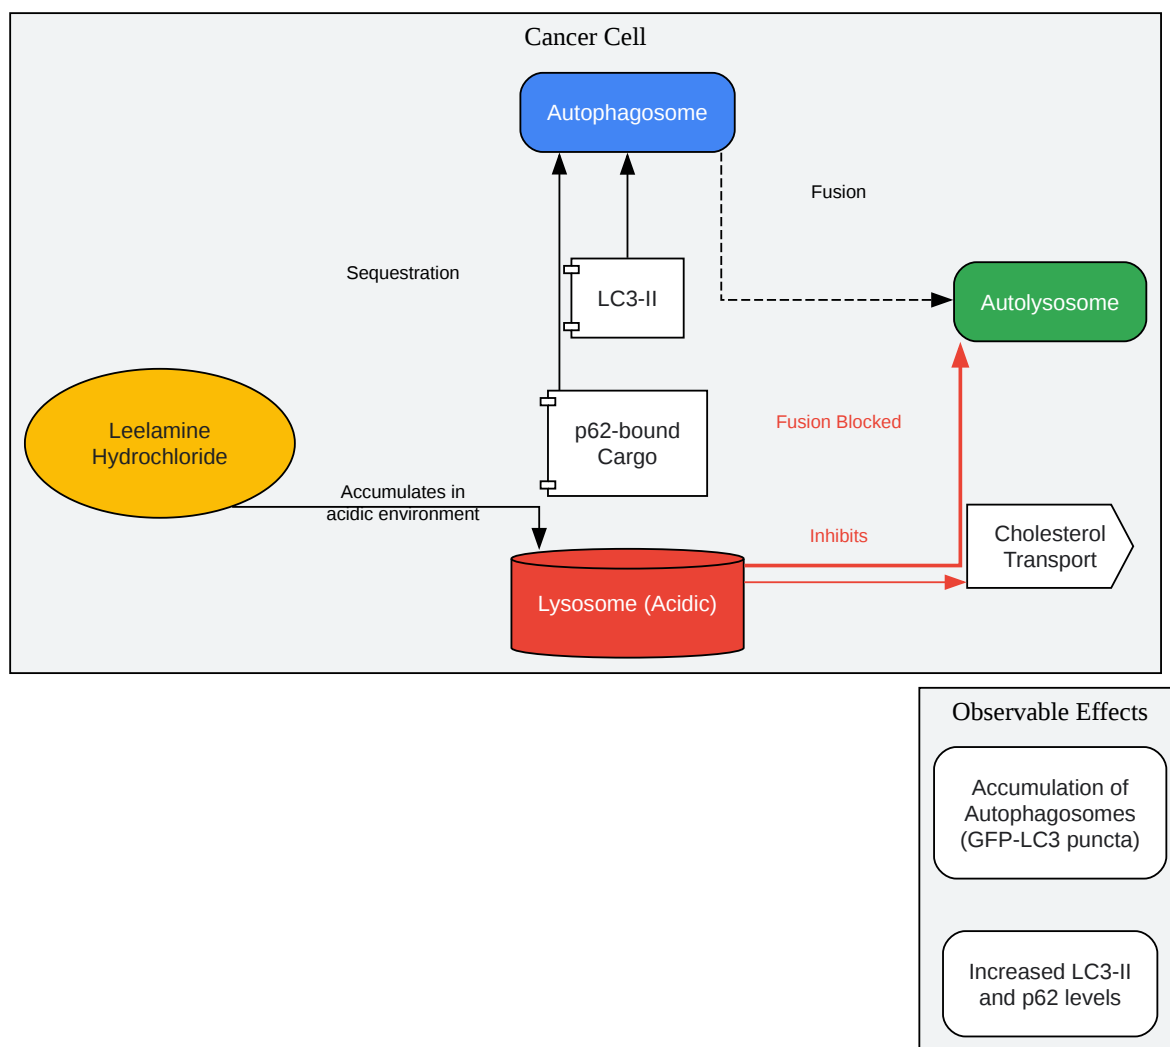 Cancer Cell
Autophagosome
Fusion
Sequestration
LC3-II
Autolysosome
Leelamine
Hydrochloride
p62-bound
Cargo
Fusion Blocked
Accumulates in
acidic environment
Inhibits
Cholesterol
Transport
Lysosome (Acidic)
Observable Effects
Accumulation of
Autophagosomes
(GFP-LC3 puncta)
Increased LC3-II
and p62 levels